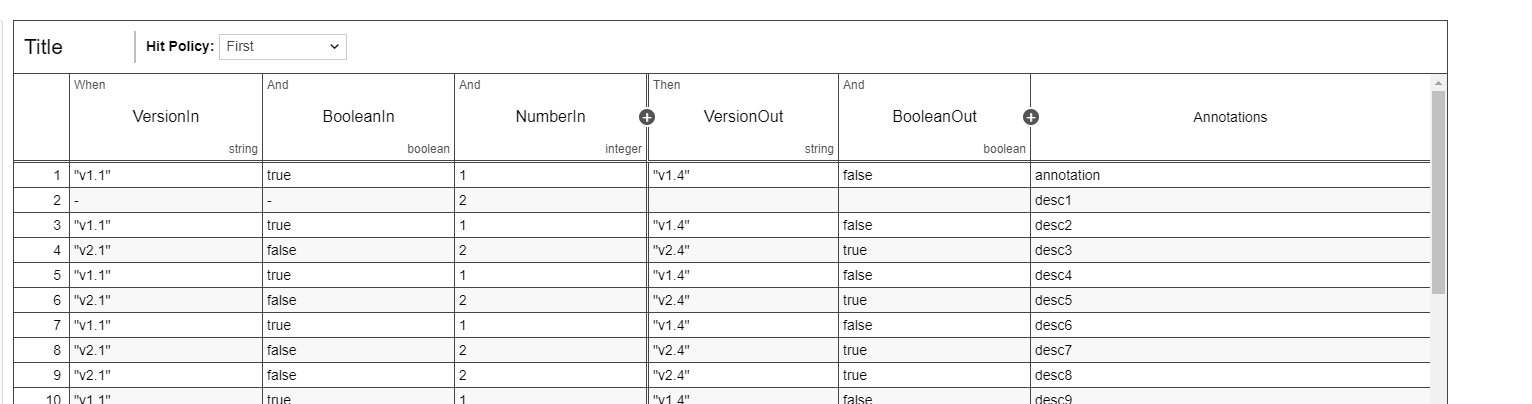 Title Hit Policy: First
When And And Then And
VersionIn BooleanIn NumberIn VersionOut BooleanOut Annotations
string boolean integer string boolean
1 "v1.1" true 1 "v1.4" false annotation
2 - - 2 desc1
3 "v1.1" true 1 "v1.4" false desc2
4 "v2.1" false 2 "v2.4" true desc3
5 "v1.1" true 1 "v1.4" false desc4
6 "v2.1" false 2 "v2.4" true desc5
7 "v1.1" true 1 "v1.4" false desc6
8 "v2.1" false 2 "v2.4" true desc7
9 "v2.1" false 2 "v2.4" true desc8
10 "v1.1" true 1 "v1.4" false desc9